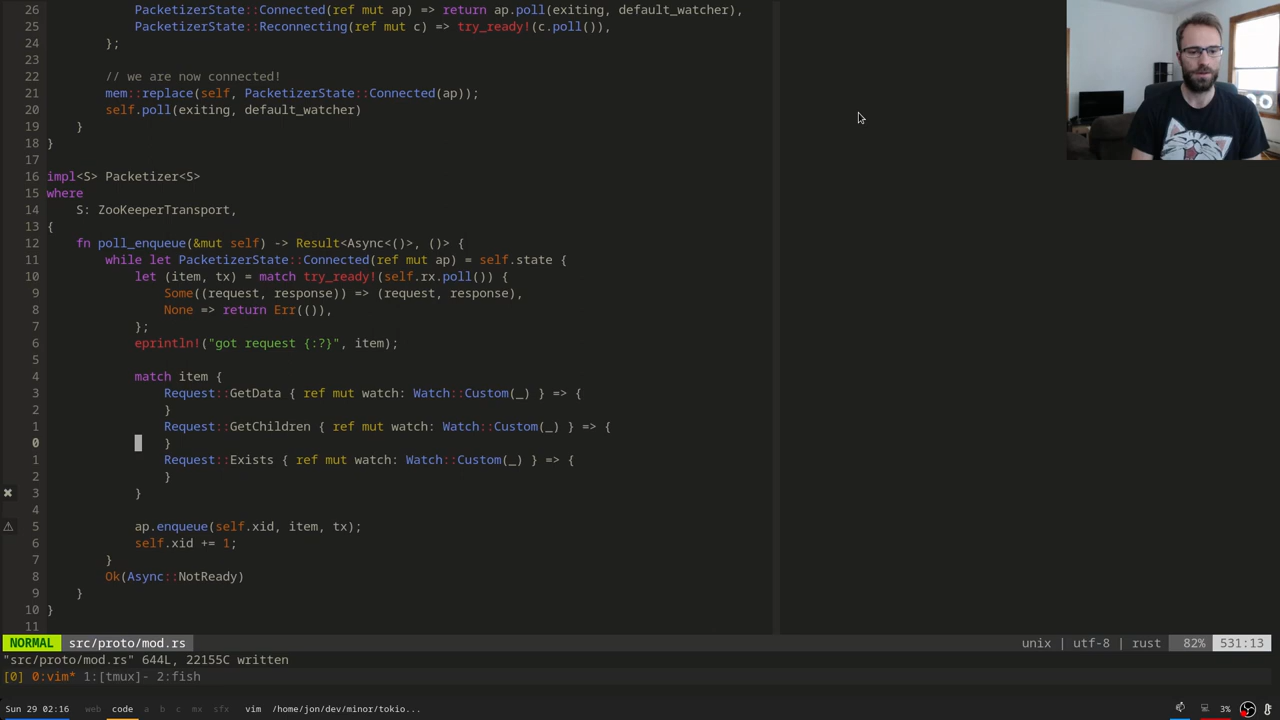 26 PacketizerState::Connected(ref mut ap) => return ap.poll(exiting, default_watcher),
25 PacketizerState::Reconnecting(ref mut c) => try_ready!(c.poll()),
24 };
23
22 // we are now connected!
21 mem::replace(self, PacketizerState::Connected(ap));
20 self.poll(exiting, default_watcher)
19 }
18 }
17
16 impl<S> Packetizer<S>
15 where
14 S: ZooKeeperTransport,
13 {
12 fn poll_enqueue(&mut self) -> Result<Async<()>, ()> {
11 while let PacketizerState::Connected(ref mut ap) = self.state {
10 let (item, tx) = match try_ready!(self.rx.poll()) {
9 Some((request, response)) => (request, response),
8 None => return Err(()),
7 };
6 eprintln!("got request {:?}", item);
5
4 match item {
3 Request::GetData { ref mut watch: Watch::Custom(_) } => {
2 }
1 Request::GetChildren { ref mut watch: Watch::Custom(_) } => {
0 }
1 Request::Exists { ref mut watch: Watch::Custom(_) } => {
2 }
✖ 3 }
4
⚠ 5 ap.enqueue(self.xid, item, tx);
6 self.xid += 1;
7 }
8 Ok(Async::NotReady)
9 }
10 }
11
NORMAL src/proto/mod.rs unix | utf-8 | rust 82% 531:13
"src/proto/mod.rs" 644L, 22155C written
[0] 0:vim* 1:[tmux]- 2:fish
Sun 29 02:16 web code a b c mx sfx vim /home/jon/dev/minor/tokio... 3%